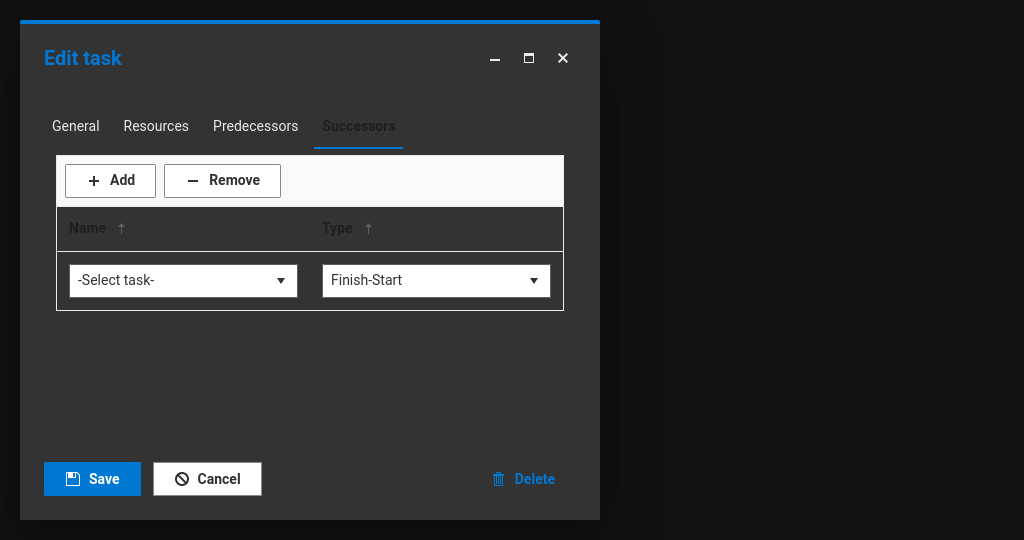 Edit task
General Resources Predecessors Successors
Add Remove
Name Type
-Select task- Finish-Start
Save Cancel Delete